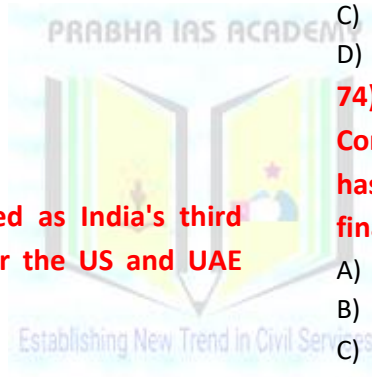 PRABHA IAS ACADEMY
ed as India's third
r the US and UAE
Establishing New Trend in Civil Services
C)
D)
74)
Co
has
fina
A)
B)
C)